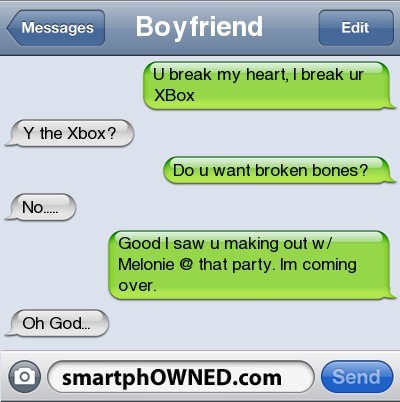 Messages
Boyfriend
Edit
U break my heart, I break ur
XBox
Y the Xbox?
Do u want broken bones?
No.....
Good I saw u making out w/
Melonie @ that party. Im coming
over.
Oh God...
smartphOWNED.com
Send